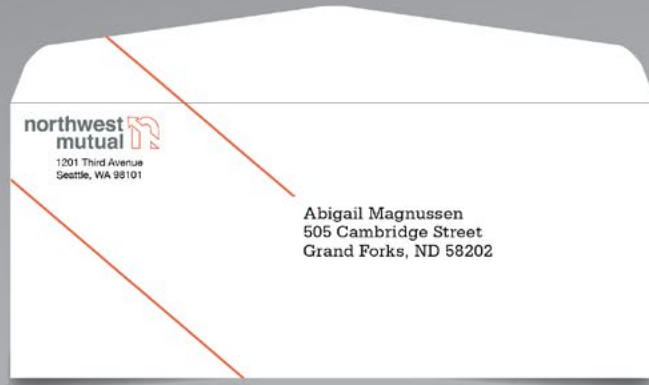 northwest
mutual
1201 Third Avenue
Seattle, WA 98101
Abigail Magnussen
505 Cambridge Street
Grand Forks, ND 58202